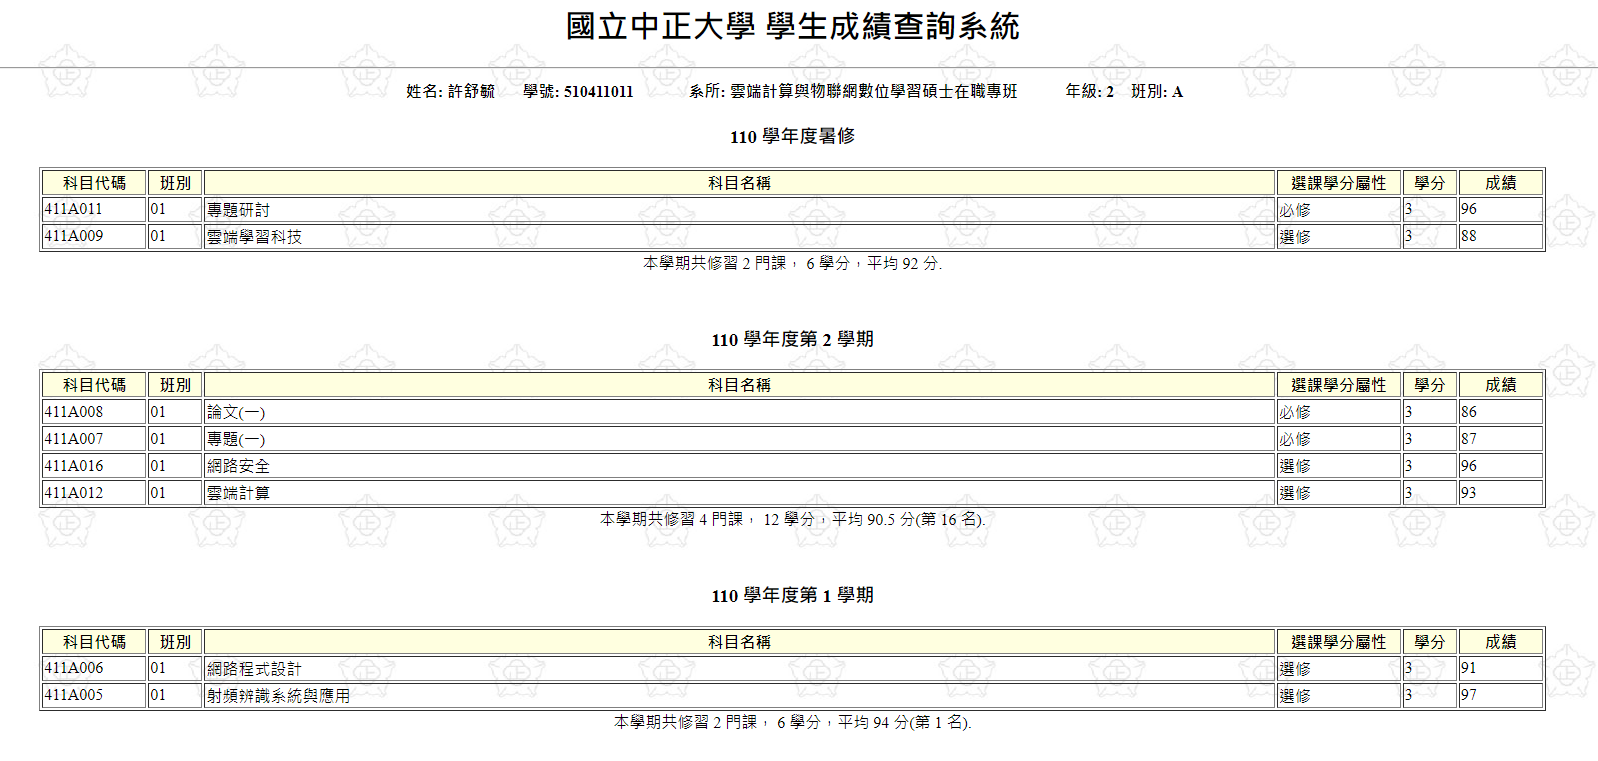 國立中正大學 學生成績查詢系統
姓名: 許舒毓 學號: 510411011 系所: 雲端計算與物聯網數位學習碩士在職專班 年級: 2 班別: A
110 學年度暑修
科目代碼 班別 科目名稱 選課學分屬性 學分 成績
411A011 01 專題研討 必修 3 96
411A009 01 雲端學習科技 選修 3 88
本學期共修習 2 門課， 6 學分，平均 92 分.
110 學年度第 2 學期
科目代碼 班別 科目名稱 選課學分屬性 學分 成績
411A008 01 論文(一) 必修 3 86
411A007 01 專題(一) 必修 3 87
411A016 01 網路安全 選修 3 96
411A012 01 雲端計算 選修 3 93
本學期共修習 4 門課， 12 學分，平均 90.5 分(第 16 名).
110 學年度第 1 學期
科目代碼 班別 科目名稱 選課學分屬性 學分 成績
411A006 01 網路程式設計 選修 3 91
411A005 01 射頻辨識系統與應用 選修 3 97
本學期共修習 2 門課， 6 學分，平均 94 分(第 1 名).